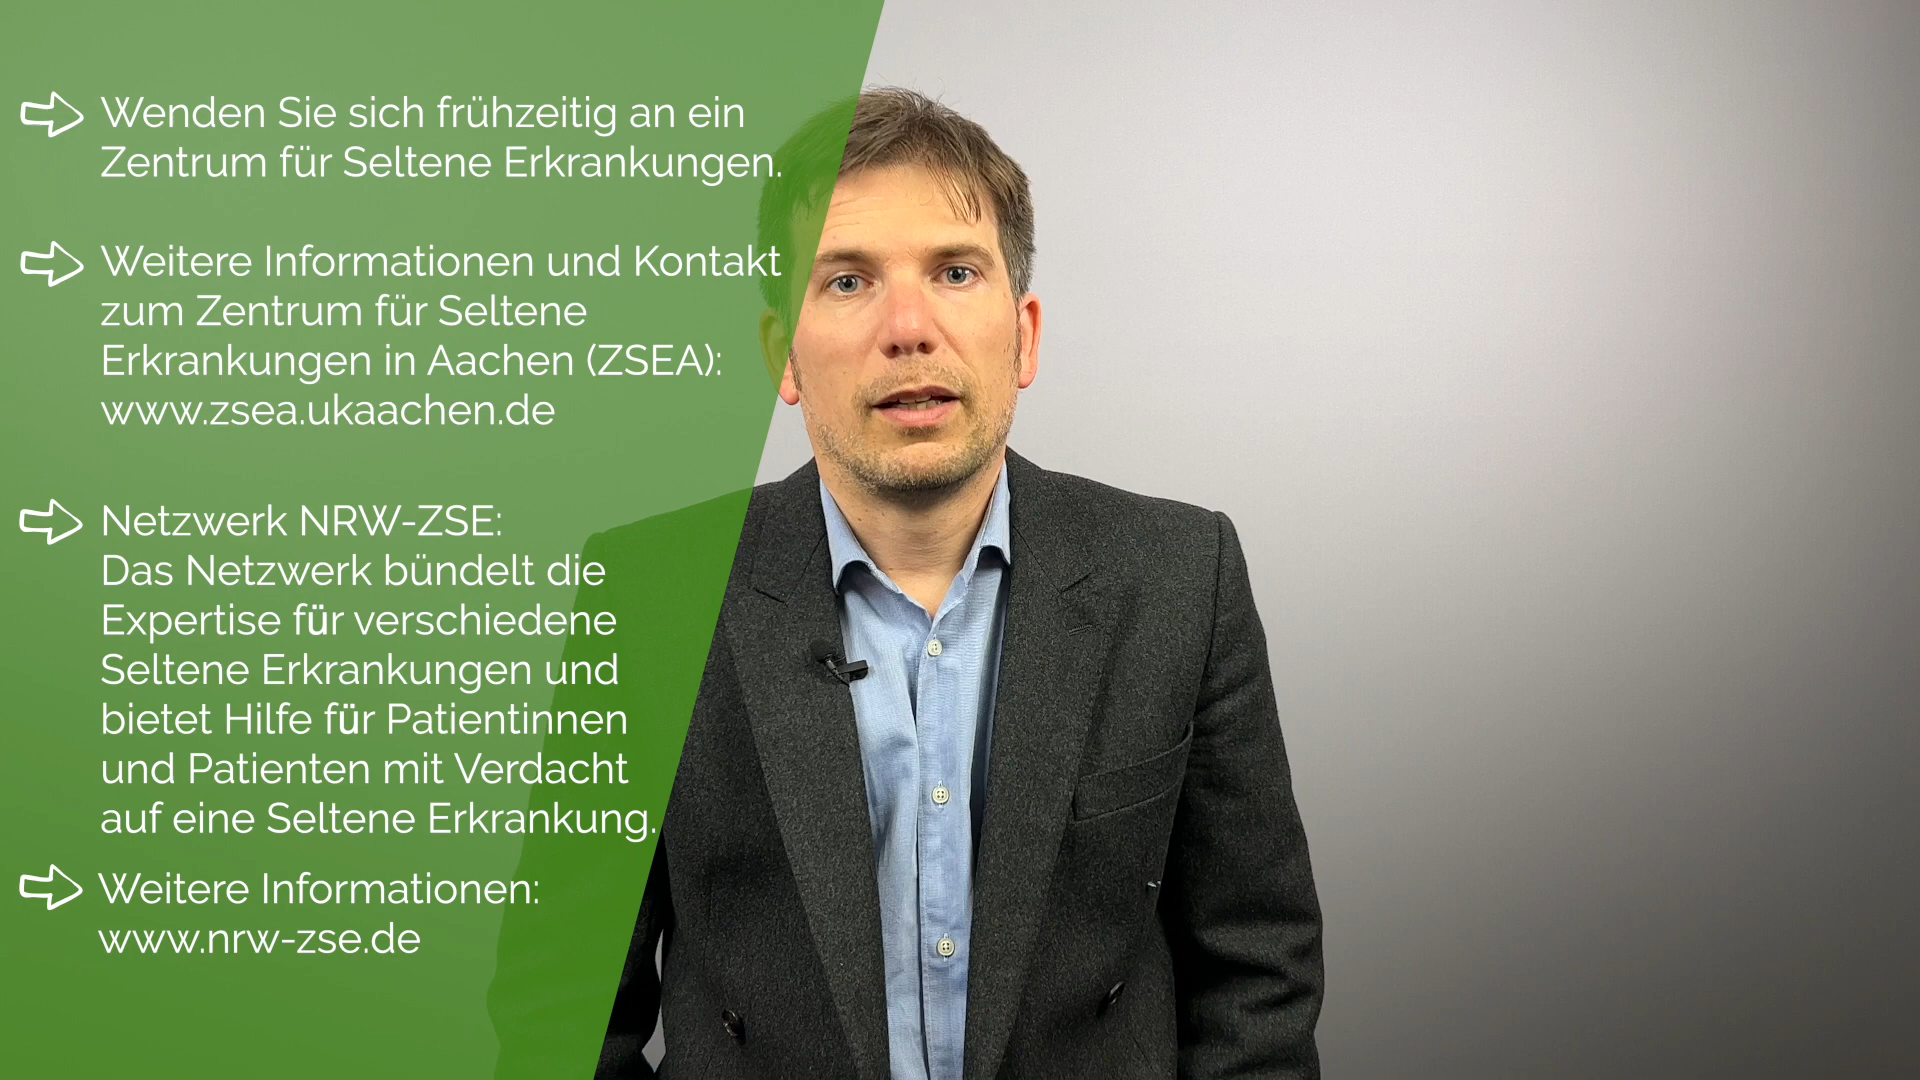 Wenden Sie sich frühzeitig an ein
Zentrum für Seltene Erkrankungen.
Weitere Informationen und Kontakt
zum Zentrum für Seltene
Erkrankungen in Aachen (ZSEA):
www.zsea.ukaachen.de
Netzwerk NRW-ZSE:
Das Netzwerk bündelt die
Expertise für verschiedene
Seltene Erkrankungen und
bietet Hilfe für Patientinnen
und Patienten mit Verdacht
auf eine Seltene Erkrankung.
Weitere Informationen:
www.nrw-zse.de